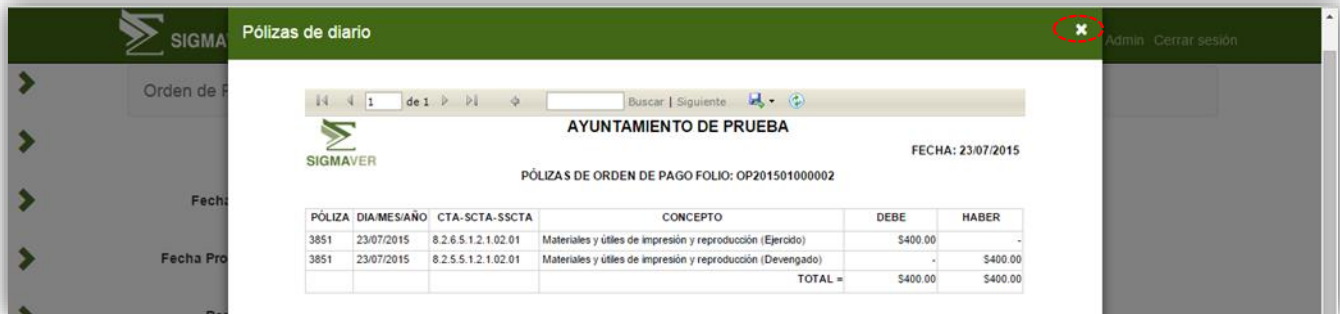 Pólizas de diario
SIGMA
Admin Cerrar sesión
Orden de P
1 de 1 Buscar | Siguiente
SIGMAVER
AYUNTAMIENTO DE PRUEBA
FECHA: 23/07/2015
PÓLIZAS DE ORDEN DE PAGO FOLIO: OP201501000002
Fecha
PÓLIZA DIA/MES/AÑO CTA-SCTA-SSCTA CONCEPTO DEBE HABER
3851 23/07/2015 8.2.6.5.1.2.1.02.01 Materiales y útiles de impresión y reproducción (Ejercido) $400.00 -
Fecha Pro
3851 23/07/2015 8.2.5.5.1.2.1.02.01 Materiales y útiles de impresión y reproducción (Devengado) - $400.00
TOTAL = $400.00 $400.00